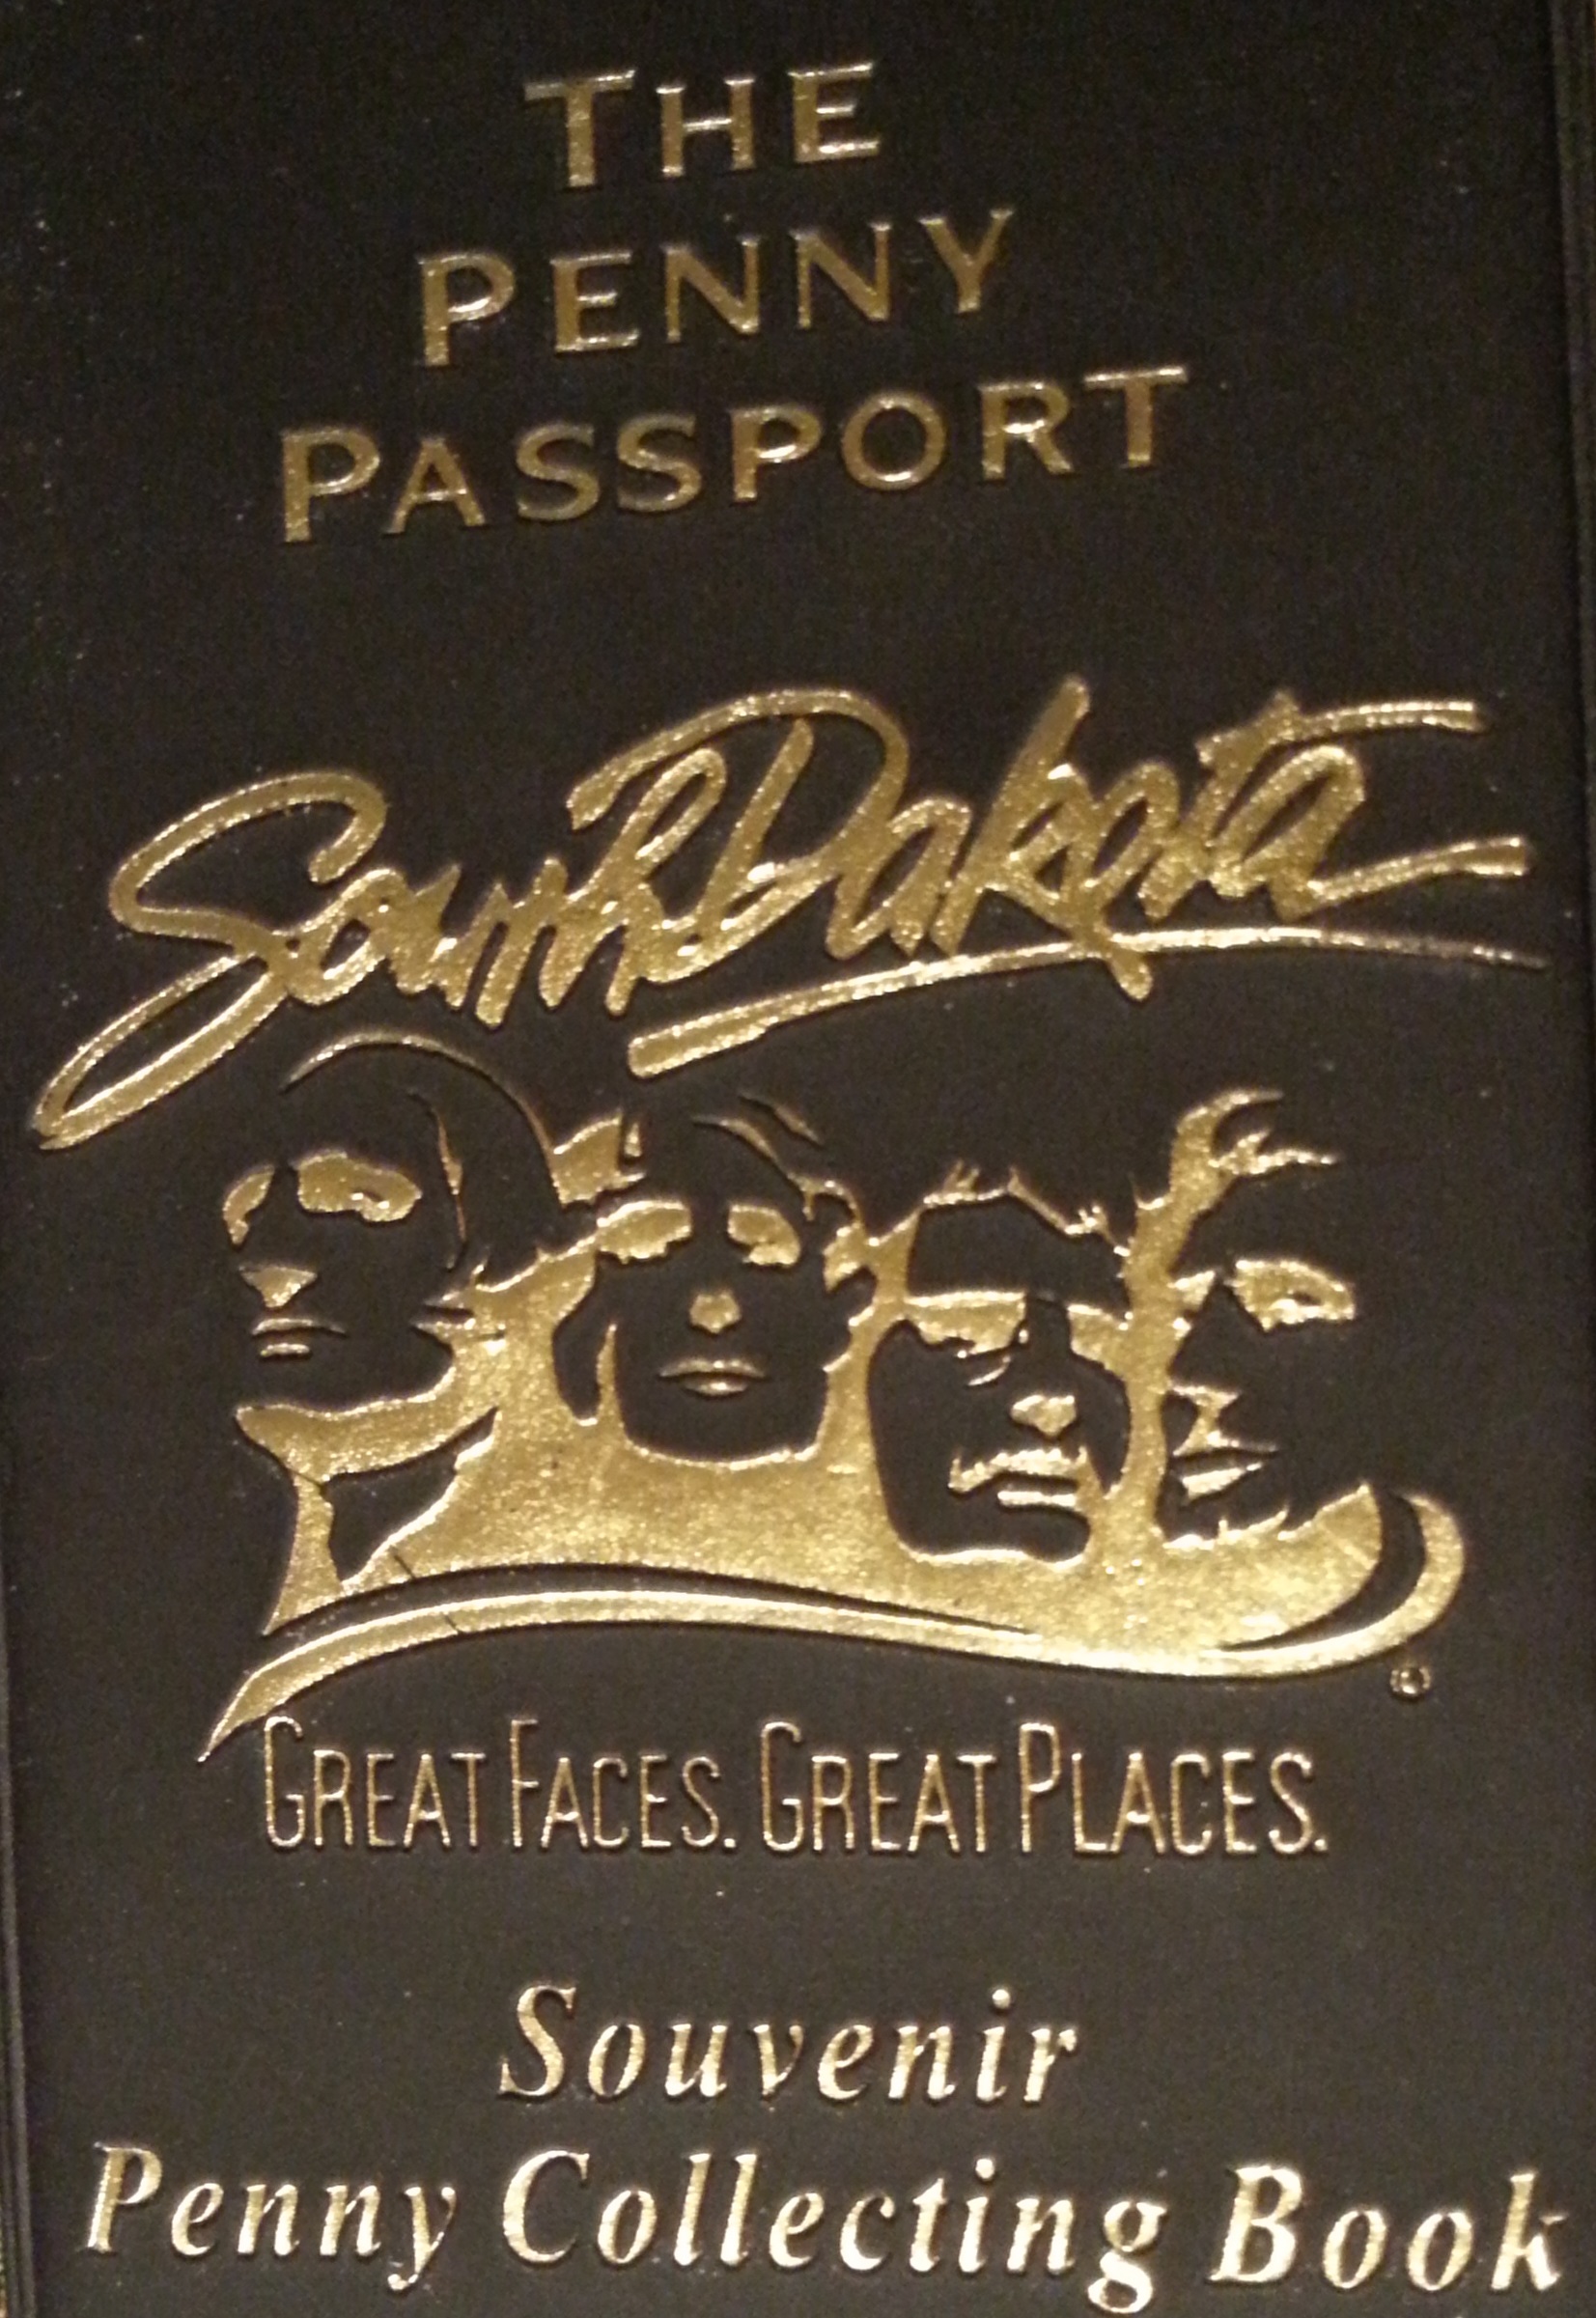 THE
PENNY
PASSPORT
South Dakota
©
GREAT FACES. GREAT PLACES.
Souvenir
Penny Collecting Book